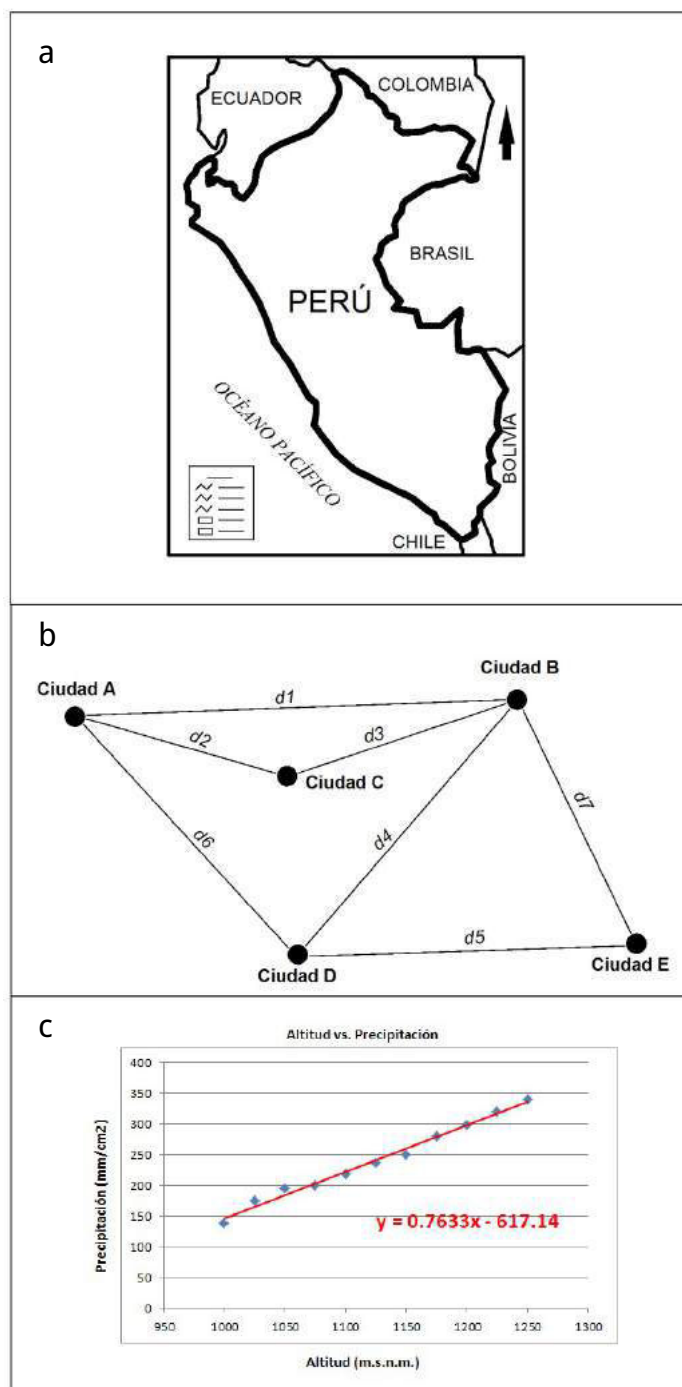 a
ECUADOR
COLOMBIA
BRASIL
PERÚ
OCÉANO PACÍFICO
BOLIVIA
CHILE
b
Ciudad A
Ciudad B
d1
d2
d3
Ciudad C
d6
d4
d7
d5
Ciudad D
Ciudad E
c
Altitud vs. Precipitación
Precipitación (mm/cm2)
400
350
300
250
200
150
100
50
0
y = 0.7633x - 617.14
950 1000 1050 1100 1150 1200 1250 1300
Altitud (m.s.n.m.)